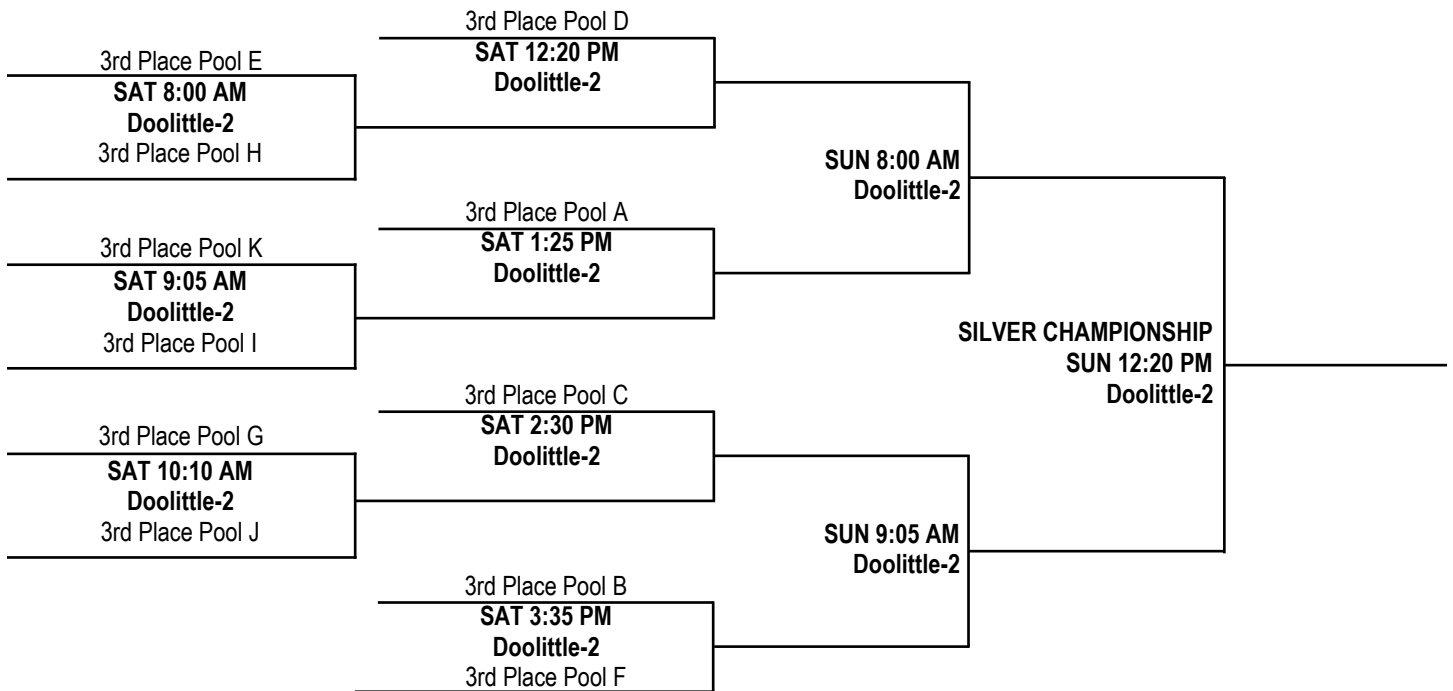 3rd Place Pool E
SAT 8:00 AM
Doolittle-2
3rd Place Pool H
3rd Place Pool K
SAT 9:05 AM
Doolittle-2
3rd Place Pool I
3rd Place Pool G
SAT 10:10 AM
Doolittle-2
3rd Place Pool J
3rd Place Pool D
SAT 12:20 PM
Doolittle-2
3rd Place Pool A
SAT 1:25 PM
Doolittle-2
3rd Place Pool C
SAT 2:30 PM
Doolittle-2
3rd Place Pool B
SAT 3:35 PM
Doolittle-2
3rd Place Pool F
SUN 8:00 AM
Doolittle-2
SUN 9:05 AM
Doolittle-2
SILVER CHAMPIONSHIP
SUN 12:20 PM
Doolittle-2